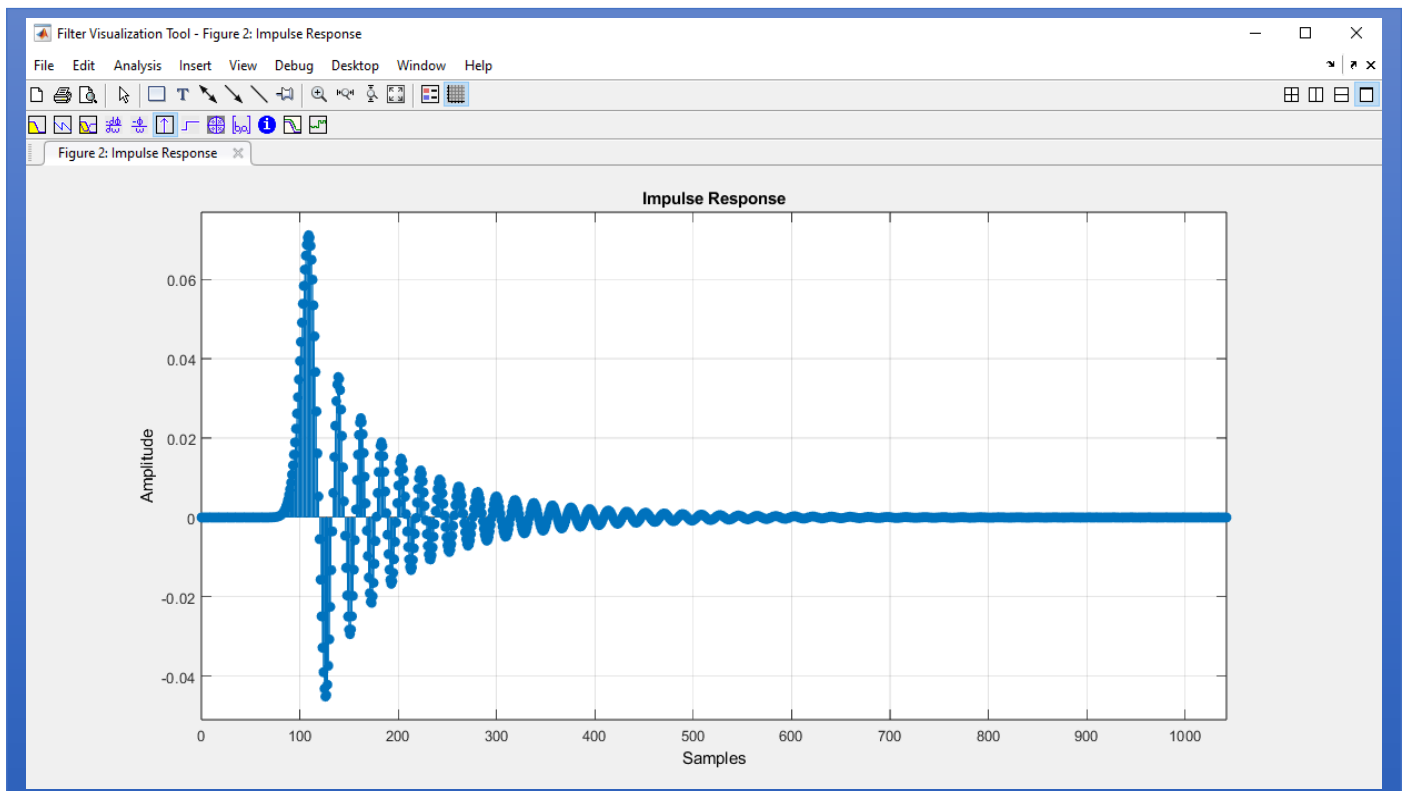 Filter Visualization Tool - Figure 2: Impulse Response
File Edit Analysis Insert View Debug Desktop Window Help
Figure 2: Impulse Response
Impulse Response
Amplitude
0.06
0.04
0.02
0
-0.02
-0.04
0 100 200 300 400 500 600 700 800 900 1000
Samples